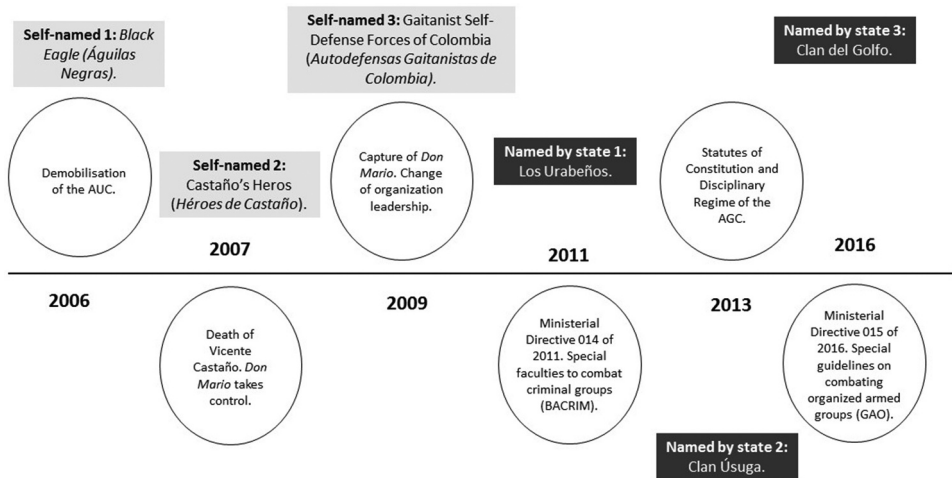 Self-named 1: Black
Eagle (Águilas
Negras).
Self-named 3: Gaitanist Self-
Defense Forces of Colombia
(Autodefensas Gaitanistas de
Colombia).
Named by state 3:
Clan del Golfo.
Demobilisation
of the AUC.
Self-named 2:
Castaño's Heros
(Héroes de Castaño).
Capture of Don
Mario. Change
of organization
leadership.
Named by state 1:
Los Urabeños.
Statutes of
Constitution and
Disciplinary
Regime of the
AGC.
2007
2011
2016
2006
2009
2013
Death of
Vicente
Castaño. Don
Mario takes
control.
Ministerial
Directive 014 of
2011. Special
faculties to combat
criminal groups
(BACRIM).
Ministerial
Directive 015 of
2016. Special
guidelines on
combating
organized armed
groups (GAO).
Named by state 2:
Clan Úsuga.